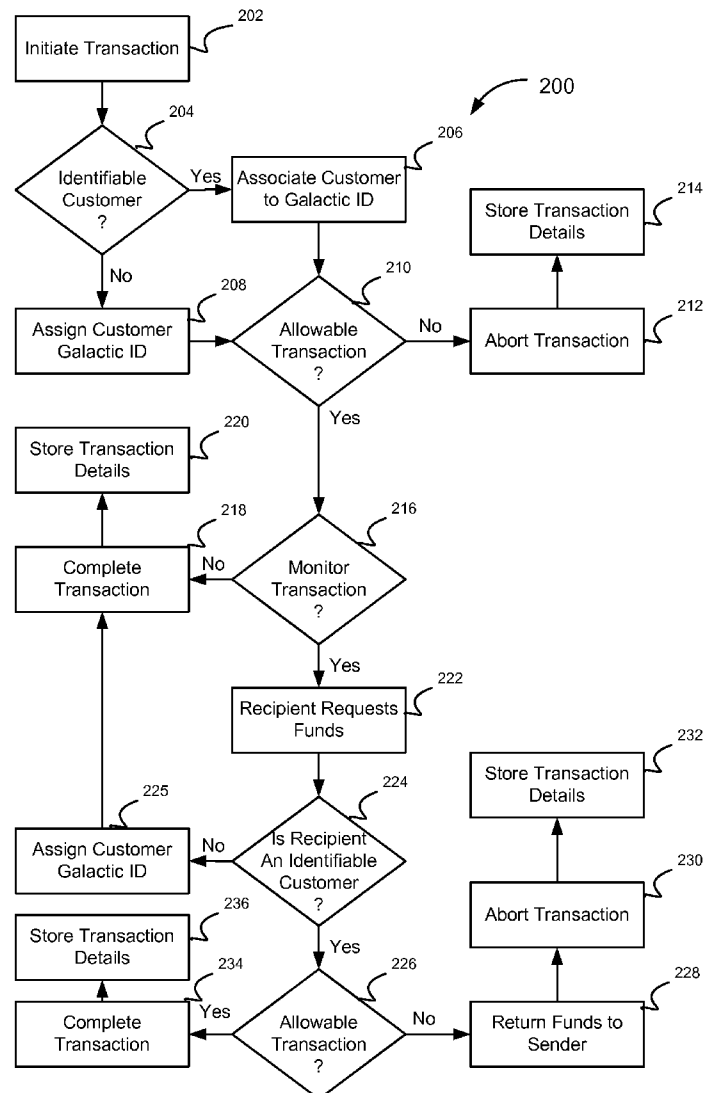 202
Initiate Transaction
200
204
206
Identifiable
Customer
?
Yes
Associate Customer
to Galactic ID
214
Store Transaction
Details
No
208
210
212
Assign Customer
Galactic ID
Allowable
Transaction
?
No
Abort Transaction
Yes
220
Store Transaction
Details
218
216
Complete
Transaction
No
Monitor
Transaction
?
Yes
222
Recipient Requests
Funds
232
Store Transaction
Details
225
224
Assign Customer
Galactic ID
No
Is Recipient
An Identifiable
Customer
?
230
Abort Transaction
236
Store Transaction
Details
Yes
234
226
228
Complete
Transaction
Yes
Allowable
Transaction
?
No
Return Funds to
Sender